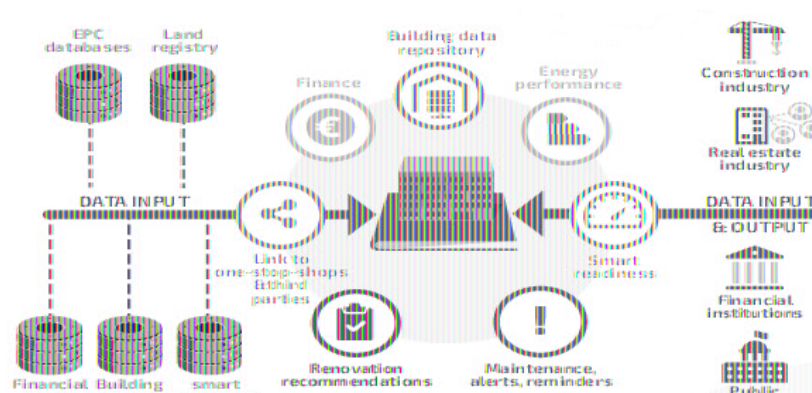 EPC
databases
Land
registry
Finance
Building data
repository
Energy
performance
Construction
industry
Real estate
industry
DATA INPUT
DATA INPUT
& OUTPUT
Link to
one-stop-shops
&third
parties
Smart
readiness
Financial
institutions
Renovation
recommendations
Maintenance,
alerts, reminders
Financial
Building
smart
Public